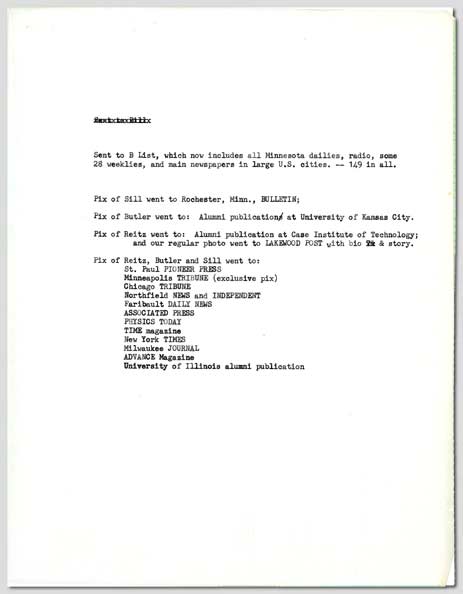 Sent to B List, which now includes all Minnesota dailies, radio, some
28 weeklies, and main newspapers in large U.S. cities. -- 149 in all.
Pix of Sill went to Rochester, Minn., BULLETIN;
Pix of Butler went to: Alumni publication at University of Kansas City.
Pix of Reitz went to: Alumni publication at Case Institute of Technology;
and our regular photo went to LAKEWOOD POST with bio & story.
Pix of Reitz, Butler and Sill went to:
St. Paul PIONEER PRESS
Minneapolis TRIBUNE (exclusive pix)
Chicago TRIBUNE
Northfield NEWS and INDEPENDENT
Faribault DAILY NEWS
ASSOCIATED PRESS
PHYSICS TODAY
TIME magazine
New York TIMES
Milwaukee JOURNAL
ADVANCE Magazine
University of Illinois alumni publication